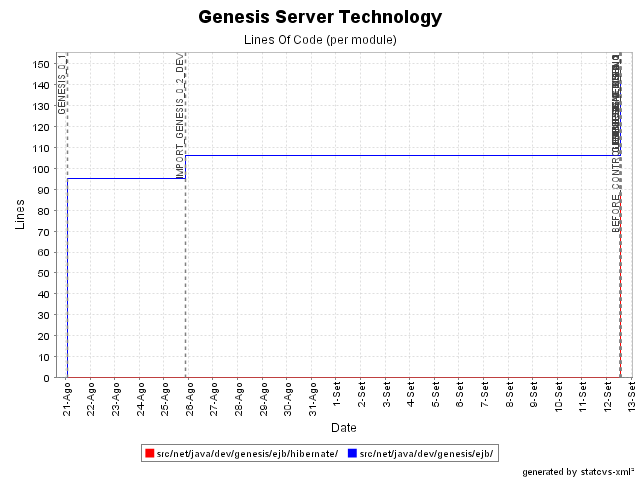 Genesis Server Technology
Lines Of Code (per module)
150
140
130
120
110
100
90
80
70
60
50
40
30
20
10
0
Lines
GENESIS_0_1
IMPORT_GENESIS_0_2_DEV
21-Ago
22-Ago
23-Ago
24-Ago
25-Ago
26-Ago
27-Ago
28-Ago
29-Ago
30-Ago
31-Ago
1-Set
2-Set
3-Set
4-Set
5-Set
6-Set
7-Set
8-Set
9-Set
10-Set
11-Set
12-Set
13-Set
Date
src/net/java/dev/genesis/ejb/hibernate/
src/net/java/dev/genesis/ejb/
generated by statcvs-xml²